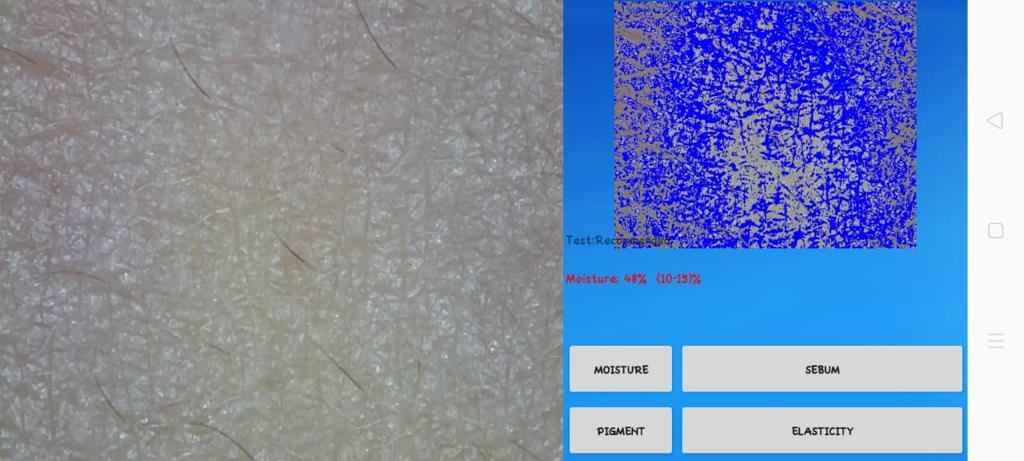 Test:Recommended
Moisture: 48% (10-15)%
MOISTURE
SEBUM
PIGMENT
ELASTICITY